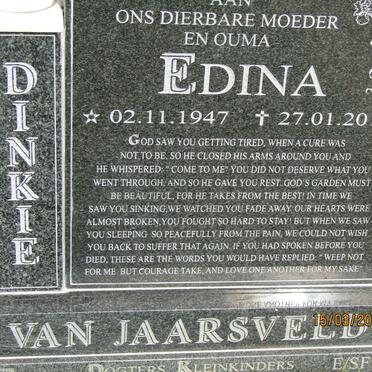 AAN
ONS DIERBARE MOEDER
EN OUMA
EDINA
☆ 02.11.1947 ✝ 27.01.20
GOD SAW YOU GETTING TIRED, WHEN A CURE WAS
NOT TO BE. SO HE CLOSED HIS ARMS AROUND YOU AND
HE WHISPERED: "COME TO ME" YOU DID NOT DESERVE WHAT YOU
WENT THROUGH, AND SO HE GAVE YOU REST. GOD'S GARDEN MUST
BE BEAUTIFUL, FOR HE TAKES FROM THE BEST! IN TIME WE
SAW YOU SINKING, WE WATCHED YOU FADE AWAY. OUR HEARTS WERE
ALMOST BROKEN, YOU FOUGHT SO HARD TO STAY! BUT WHEN WE SAW
YOU SLEEPING SO PEACEFULLY FROM THE PAIN, WE COULD NOT WISH
YOU BACK TO SUFFER THAT AGAIN. IF YOU HAD SPOKEN BEFORE YOU
DIED, THESE ARE THE WORDS YOU WOULD HAVE REPLIED: "WEEP NOT
FOR ME BUT COURAGE TAKE, AND LOVE ONE ANOTHER FOR MY SAKE"
DINKIE
VAN JAARSVELD
15/03/20
DOGTERS, KLEINKINDERS
E/SF